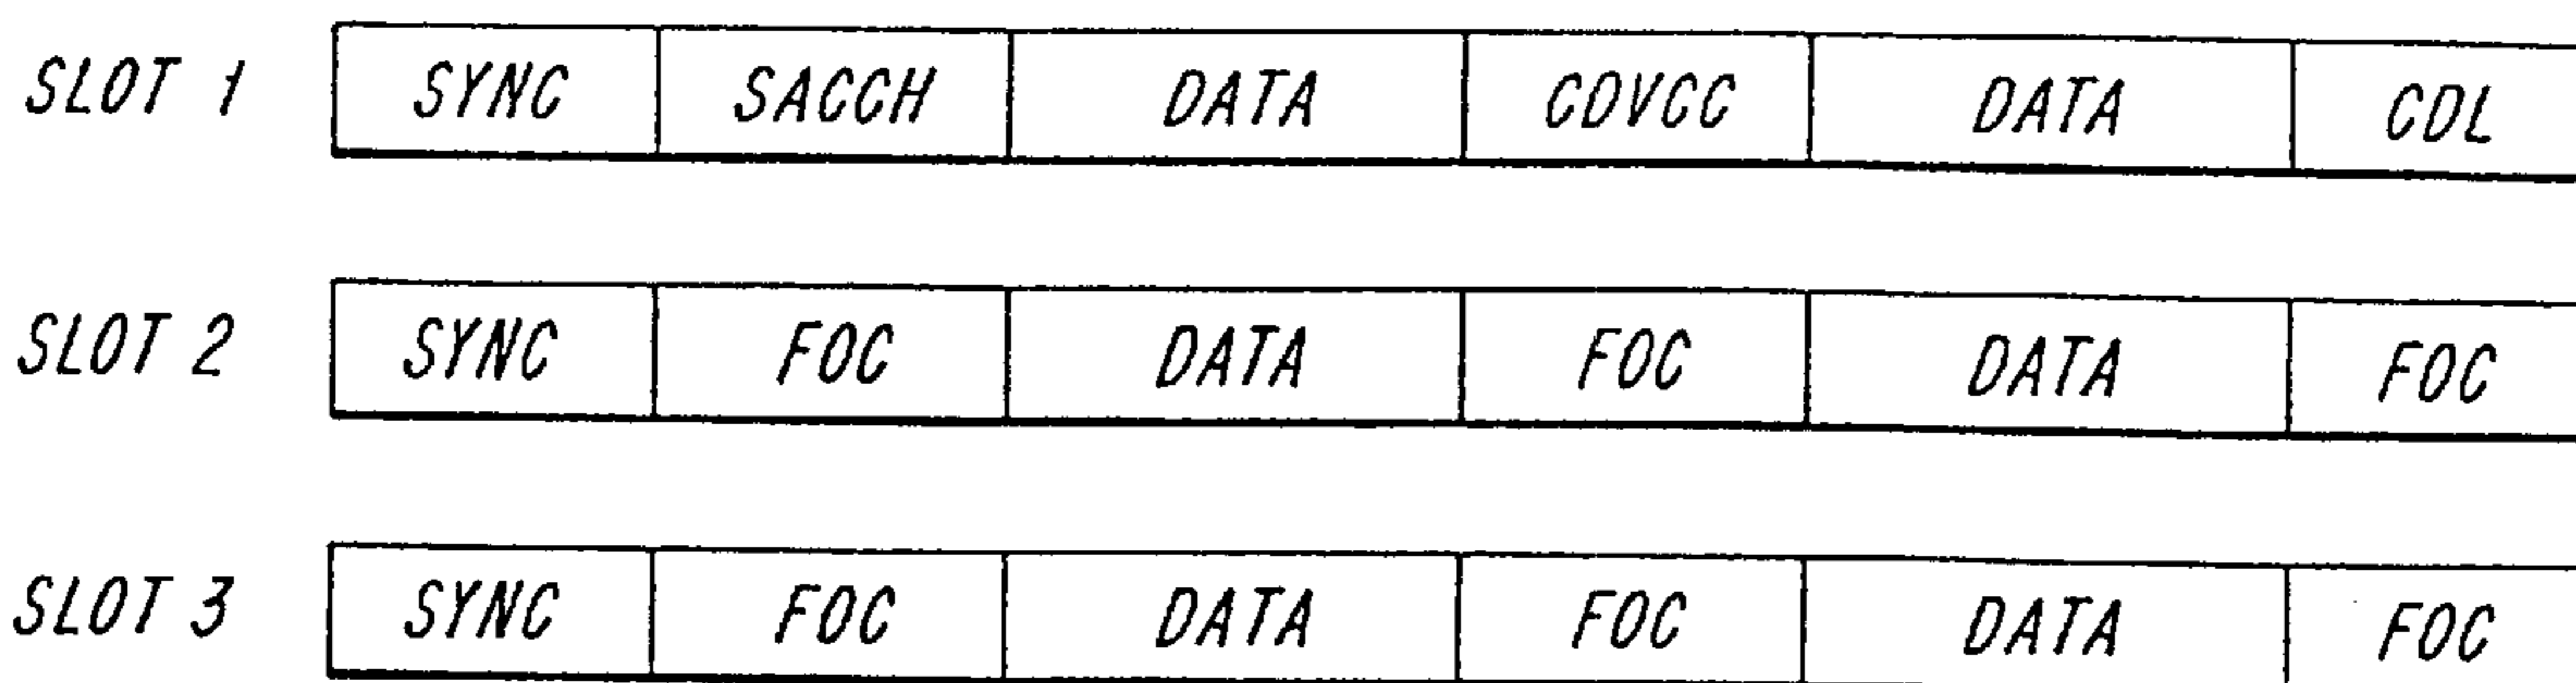 SLOT 1 SYNC SACCH DATA CDVCC DATA CDL
SLOT 2 SYNC FOC DATA FOC DATA FOC
SLOT 3 SYNC FOC DATA FOC DATA FOC